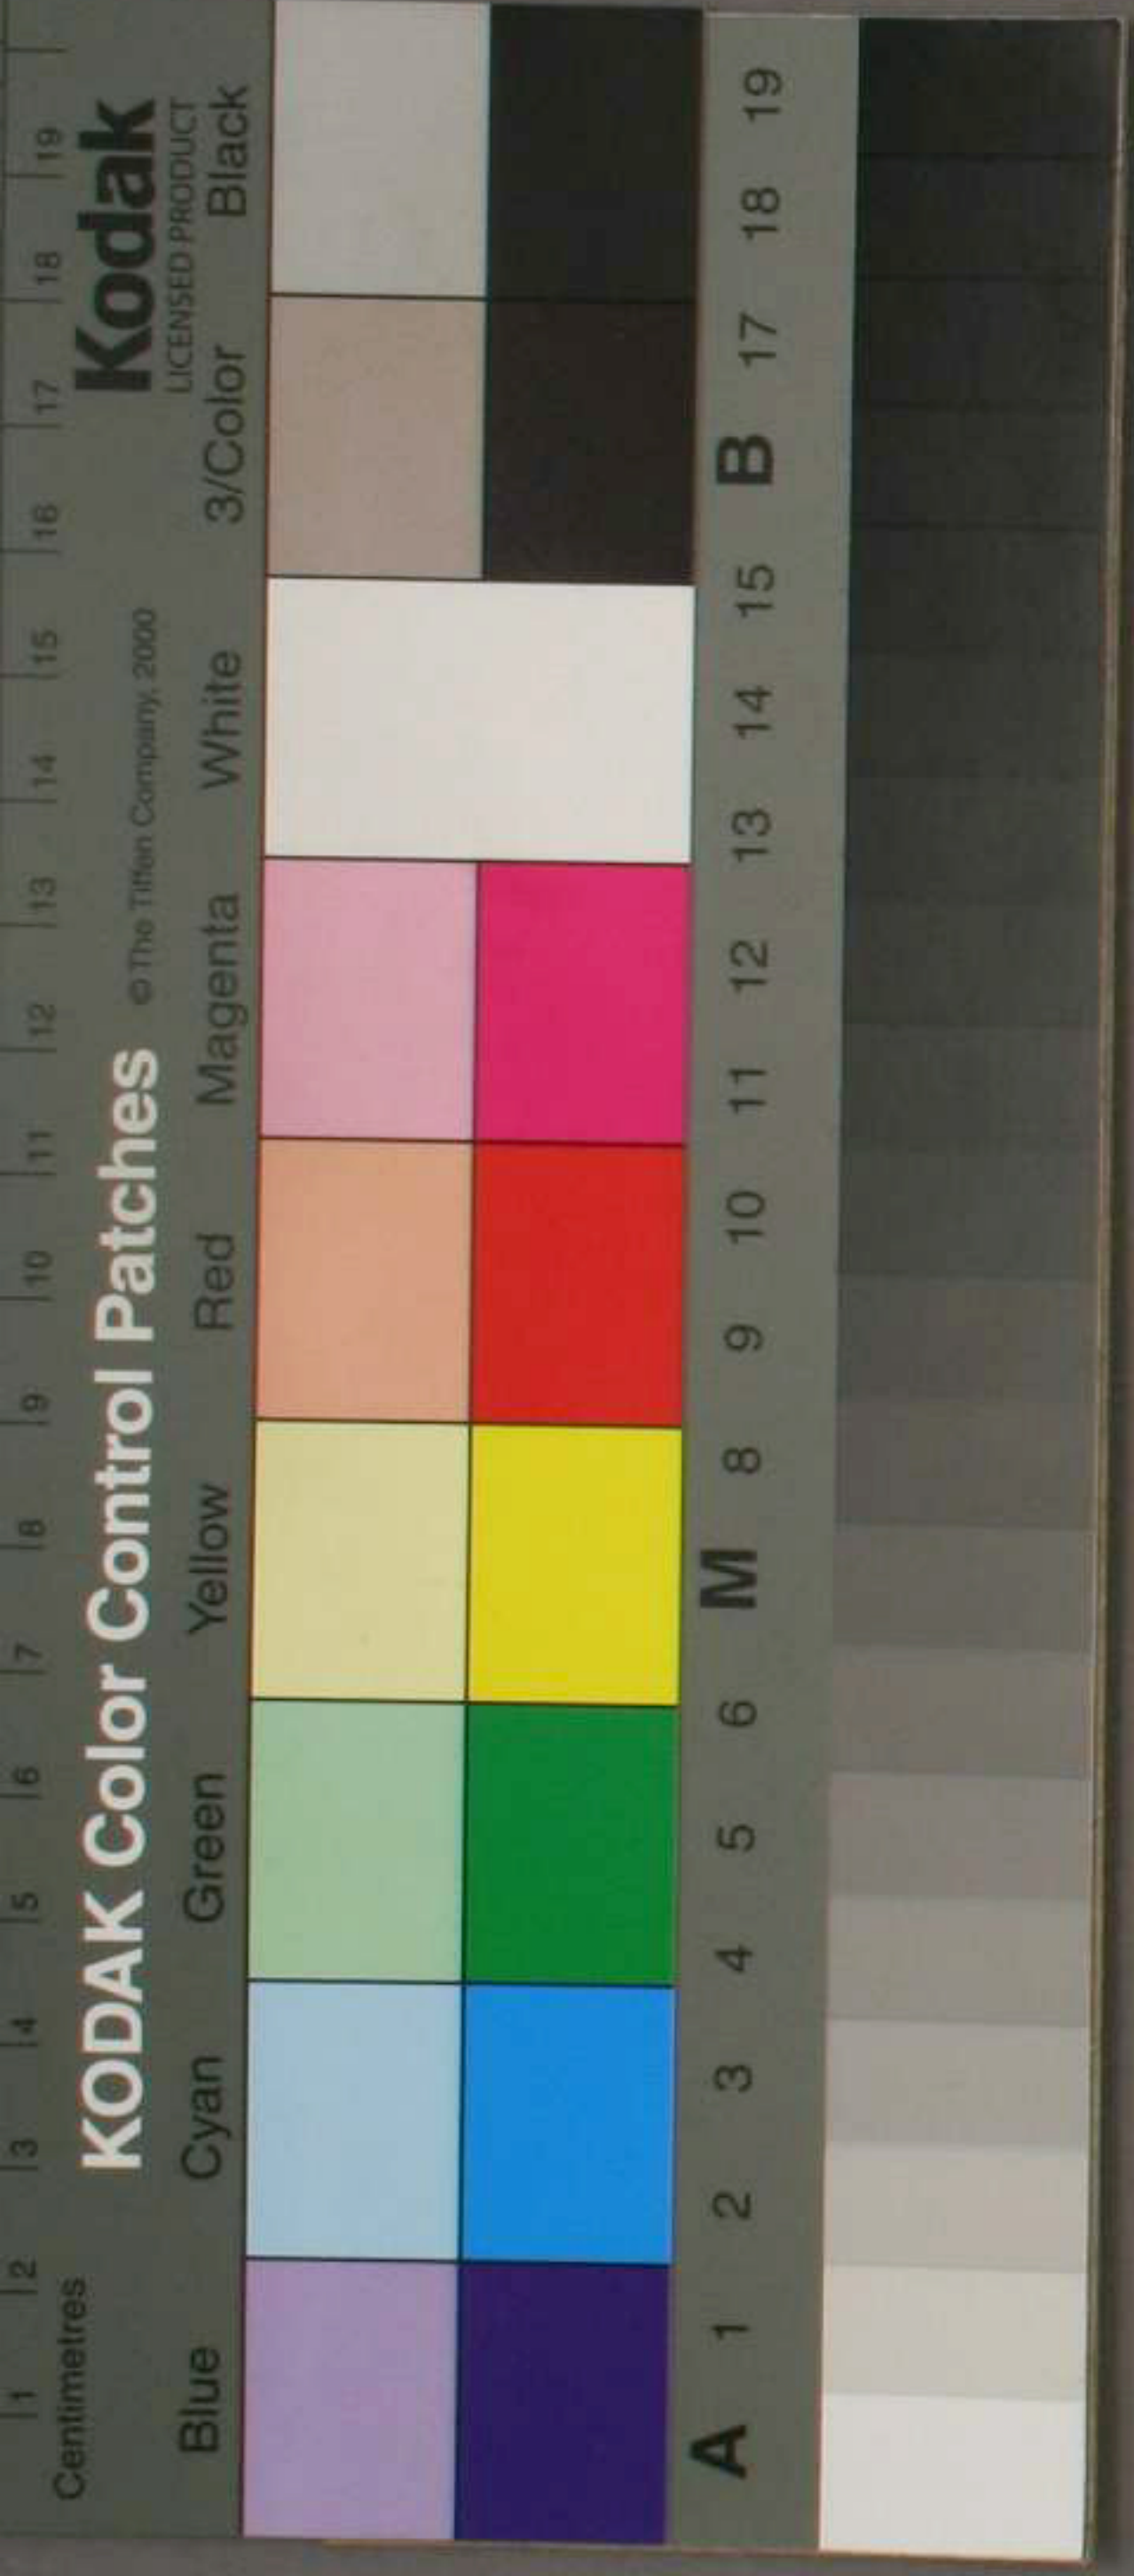 Centimetres
1 2 3 4 5 6 7 8 9 10 11 12 13 14 15 16 17 18 19
KODAK Color Control Patches © The Tiffen Company, 2000 Kodak
LICENSED PRODUCT
Blue Cyan Green Yellow Red Magenta White 3/Color Black
A 1 2 3 4 5 6 M 8 9 10 11 12 13 14 15 B 17 18 19